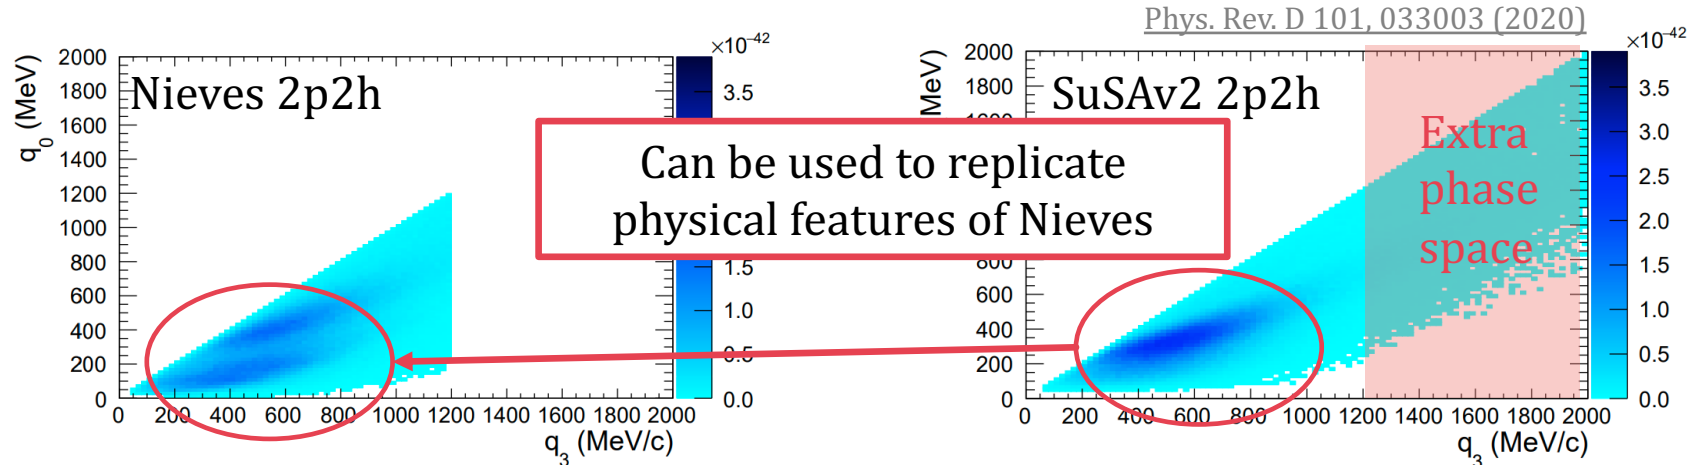 Phys. Rev. D 101, 033003 (2020)
Nieves 2p2h
q0 (MeV)
2000
1800
1600
1400
1200
1000
800
600
400
200
0
0 200 400 600 800 1000 1200 1400 1600 1800 2000
q3 (MeV/c)
×10−42
3.5
1.5
1.0
0.5
0.0
Can be used to replicate
physical features of Nieves
SuSAv2 2p2h
MeV)
2000
1800
1600
800
600
400
200
0
0 200 400 600 800 1000 1200 1400 1600 1800 2000
q3 (MeV/c)
Extra
phase
space
×10−42
3.5
3.0
2.5
2.0
1.5
1.0
0.5
0.0